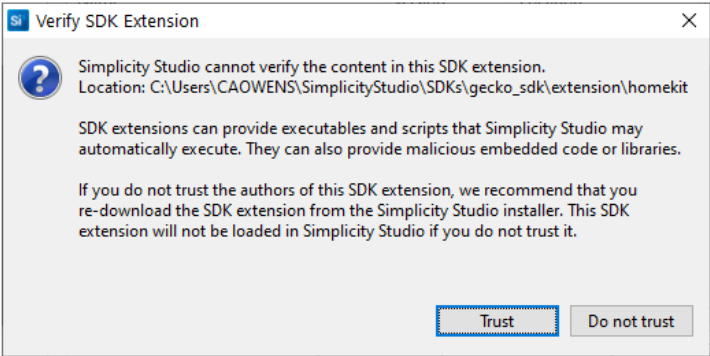 Si Verify SDK Extension
Simplicity Studio cannot verify the content in this SDK extension.
Location: C:\Users\CAOWENS\SimplicityStudio\SDKs\gecko_sdk\extension\homekit
SDK extensions can provide executables and scripts that Simplicity Studio may
automatically execute. They can also provide malicious embedded code or libraries.
If you do not trust the authors of this SDK extension, we recommend that you
re-download the SDK extension from the Simplicity Studio installer. This SDK
extension will not be loaded in Simplicity Studio if you do not trust it.
Trust
Do not trust